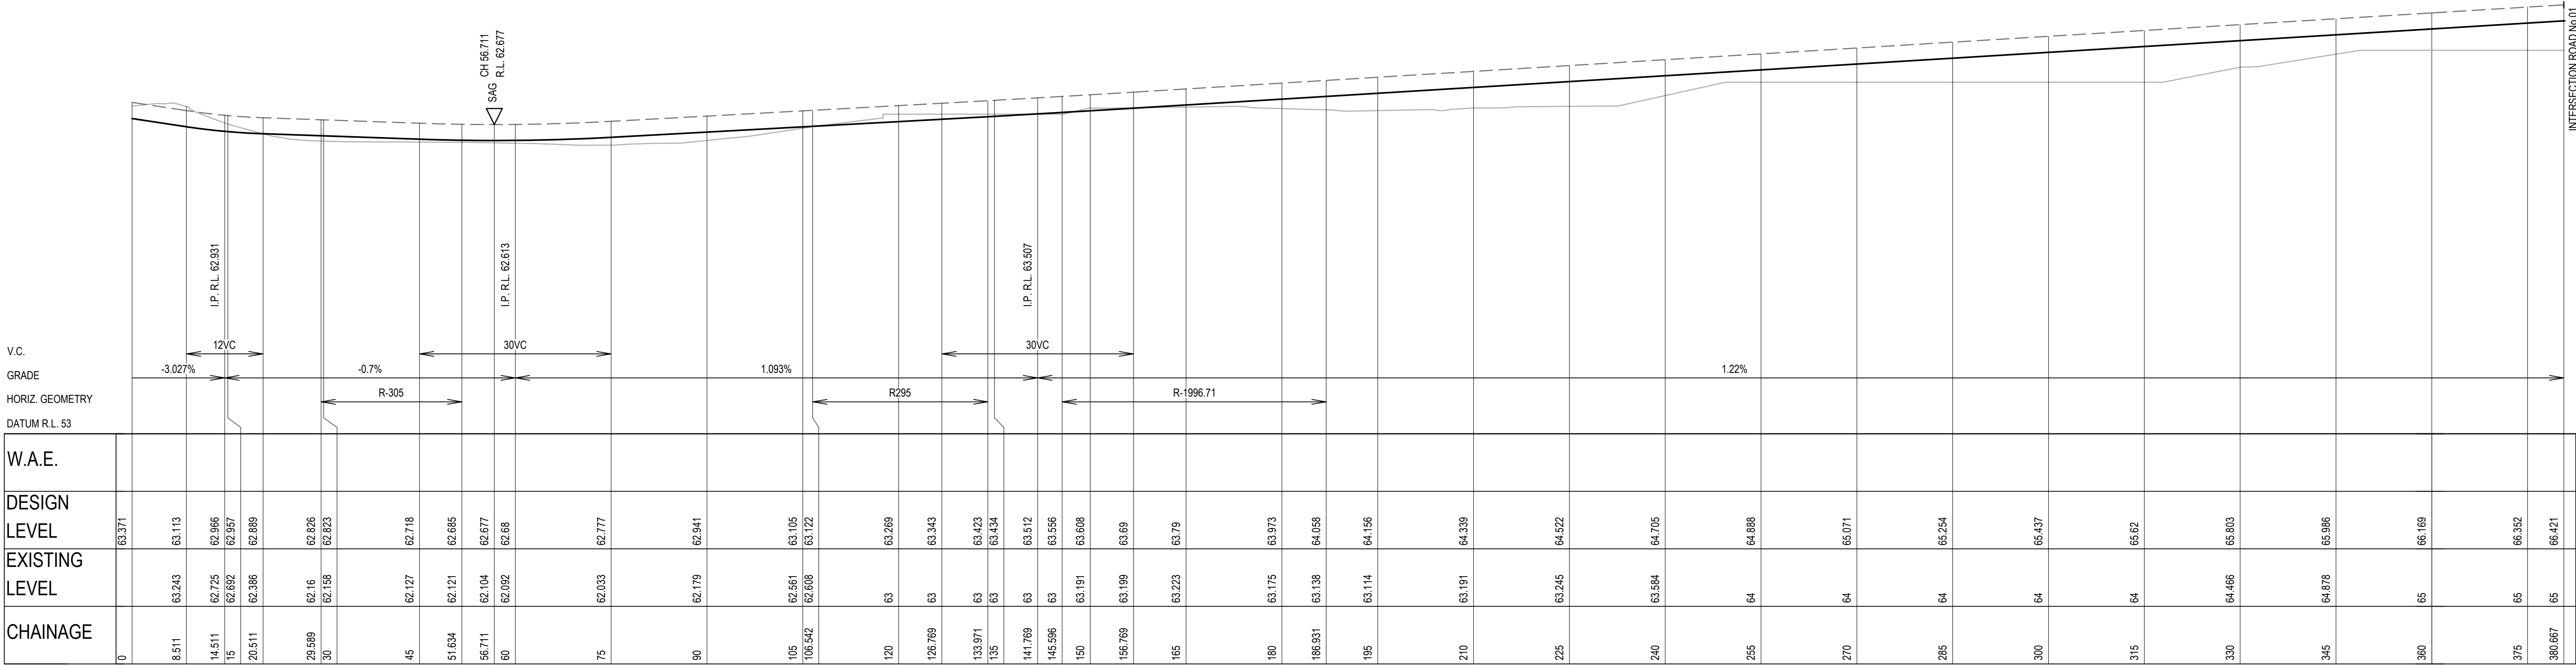 SAG CH 56.711
R.L. 62.677
INTERSECTION ROAD No.01
I.P. R.L. 62.931
I.P. R.L. 62.613
I.P. R.L. 63.507
V.C. 12VC 30VC 30VC
GRADE -3.027% -0.7% 1.093% 1.22%
HORIZ. GEOMETRY R-305 R295 R-1996.71
DATUM R.L. 53
W.A.E.
DESIGN
LEVEL 63.371 63.113 62.966 62.957 62.889 62.826 62.823 62.718 62.685 62.677 62.68 62.777 62.941 63.105 63.122 63.269 63.343 63.423 63.434 63.512 63.556 63.608 63.69 63.79 63.973 64.058 64.156 64.339 64.522 64.705 64.888 65.071 65.254 65.437 65.62 65.803 65.986 66.169 66.352 66.421
EXISTING
LEVEL 63.243 62.725 62.692 62.386 62.16 62.158 62.127 62.121 62.104 62.092 62.033 62.179 62.561 62.608 63 63 63 63 63 63 63.191 63.199 63.223 63.175 63.138 63.114 63.191 63.245 63.584 64 64 64 64 64 64.466 64.878 65 65 65
CHAINAGE 0 8.511 14.511 15 20.511 29.589 30 45 51.634 56.711 60 75 90 105 106.542 120 126.769 133.971 135 141.769 145.596 150 156.769 165 180 186.931 195 210 225 240 255 270 285 300 315 330 345 360 375 380.667